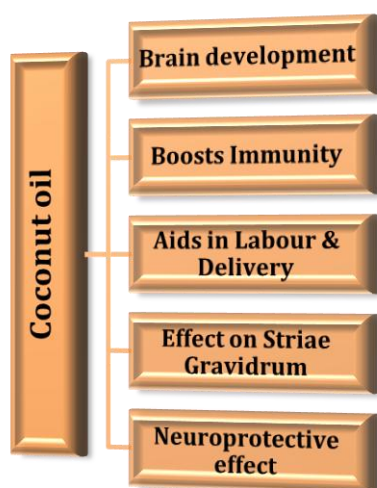 Coconut oil
Brain development
Boosts Immunity
Aids in Labour &
Delivery
Effect on Striae
Gravidrum
Neuroprotective
effect